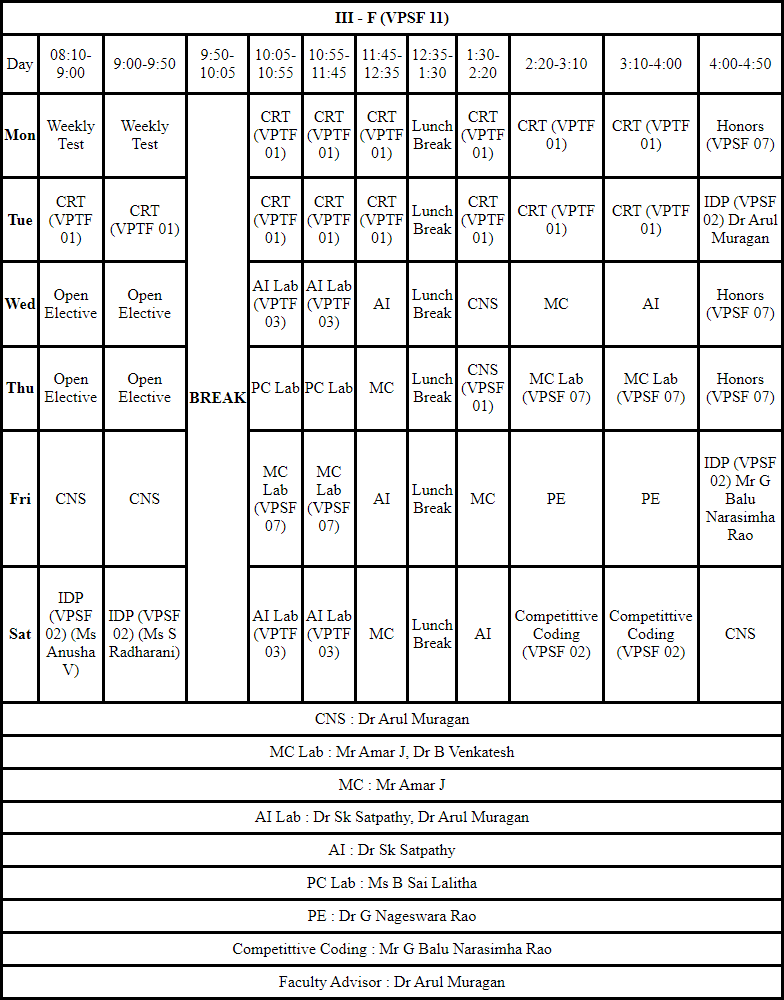 III - F (VPSF 11)
Day 08:10-9:00 9:00-9:50 9:50-10:05 10:05-10:55 10:55-11:45 11:45-12:35 12:35-1:30 1:30-2:20 2:20-3:10 3:10-4:00 4:00-4:50
Mon Weekly Test Weekly Test CRT (VPTF 01) CRT (VPTF 01) CRT (VPTF 01) Lunch Break CRT (VPTF 01) CRT (VPTF 01) CRT (VPTF 01) Honors (VPSF 07)
Tue CRT (VPTF 01) CRT (VPTF 01) CRT (VPTF 01) CRT (VPTF 01) CRT (VPTF 01) Lunch Break CRT (VPTF 01) CRT (VPTF 01) CRT (VPTF 01) IDP (VPSF 02) Dr Arul Muragan
Wed Open Elective Open Elective AI Lab (VPTF 03) AI Lab (VPTF 03) AI Lunch Break CNS MC AI Honors (VPSF 07)
Thu Open Elective Open Elective BREAK PC Lab PC Lab MC Lunch Break CNS (VPSF 01) MC Lab (VPSF 07) MC Lab (VPSF 07) Honors (VPSF 07)
Fri CNS CNS MC Lab (VPSF 07) MC Lab (VPSF 07) AI Lunch Break MC PE PE IDP (VPSF 02) Mr G Balu Narasimha Rao
Sat IDP (VPSF 02) (Ms Anusha V) IDP (VPSF 02) (Ms S Radharani) AI Lab (VPTF 03) AI Lab (VPTF 03) MC Lunch Break AI Competittive Coding (VPSF 02) Competittive Coding (VPSF 02) CNS
CNS : Dr Arul Muragan
MC Lab : Mr Amar J, Dr B Venkatesh
MC : Mr Amar J
AI Lab : Dr Sk Satpathy, Dr Arul Muragan
AI : Dr Sk Satpathy
PC Lab : Ms B Sai Lalitha
PE : Dr G Nageswara Rao
Competittive Coding : Mr G Balu Narasimha Rao
Faculty Advisor : Dr Arul Muragan